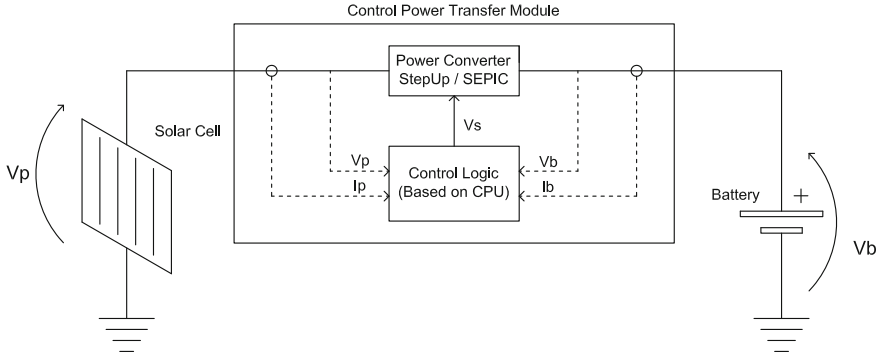 Control Power Transfer Module
Power Converter
StepUp / SEPIC
Solar Cell
Vs
Vp
Vp
Vb
Control Logic
(Based on CPU)
Ip
Ib
Battery
+
Vb